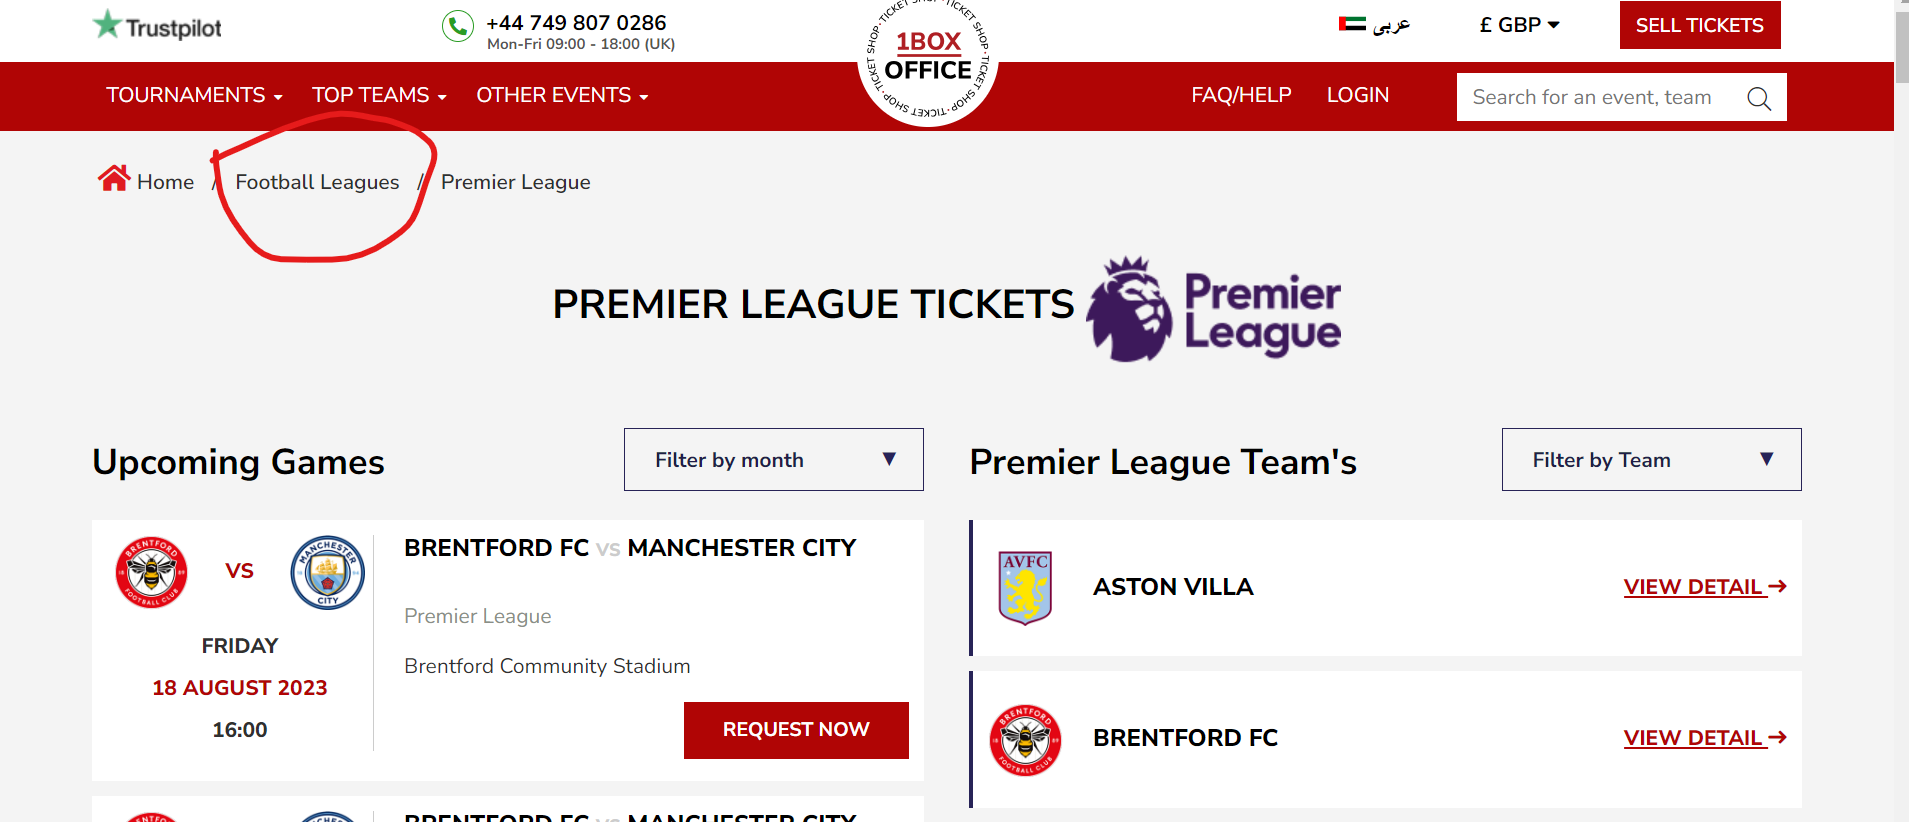 Trustpilot
+44 749 807 0286
Mon-Fri 09:00 - 18:00 (UK)
TICKET SHOP · TICKET SHOP · TICKET SHOP · TICKET SHOP ·
1BOX
OFFICE
عربى
£ GBP
SELL TICKETS
TOURNAMENTS
TOP TEAMS
OTHER EVENTS
FAQ/HELP
LOGIN
Search for an event, team
Home / Football Leagues / Premier League
PREMIER LEAGUE TICKETS
Premier
League
Upcoming Games
Filter by month ▼
Premier League Team's
Filter by Team ▼
BRENTFORD
FOOTBALL CLUB
VS
MANCHESTER
CITY
FRIDAY
18 AUGUST 2023
16:00
BRENTFORD FC vs MANCHESTER CITY
Premier League
Brentford Community Stadium
REQUEST NOW
AVFC
ASTON VILLA
VIEW DETAIL →
BRENTFORD
FOOTBALL CLUB
BRENTFORD FC
VIEW DETAIL →
BRENTFORD FC vs MANCHESTER CITY